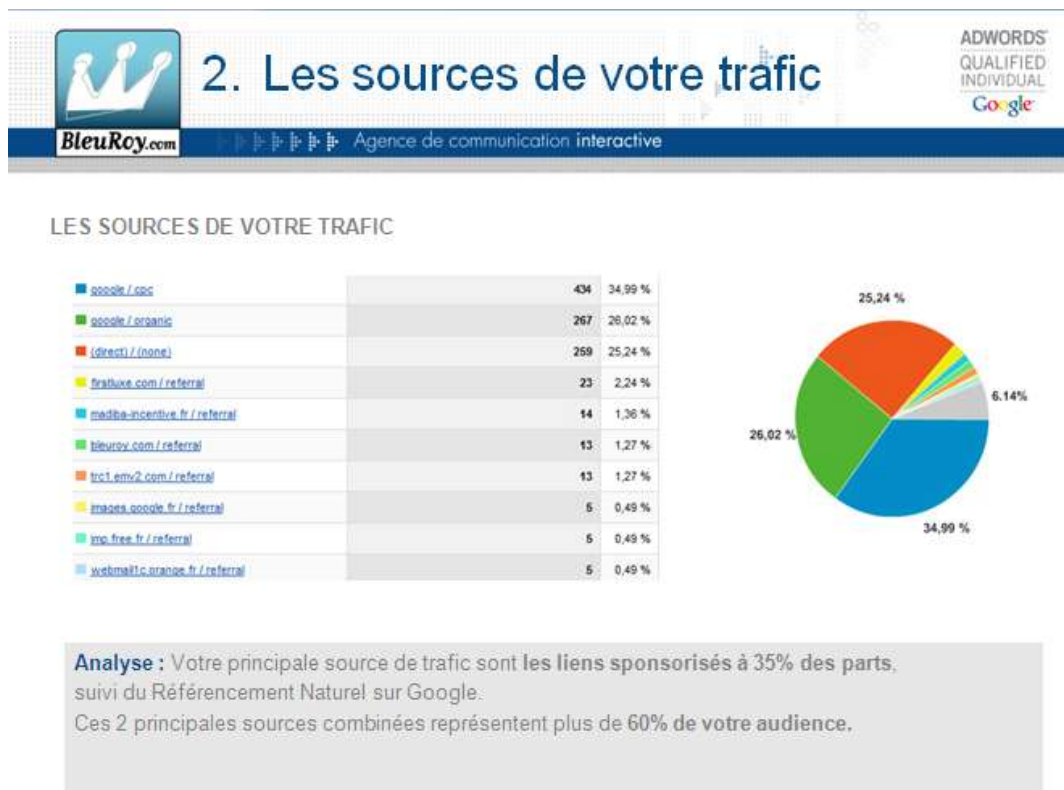 2. Les sources de votre trafic
ADWORDS
QUALIFIED
INDIVIDUAL
Google
BleuRoy.com
Agence de communication interactive
LES SOURCES DE VOTRE TRAFIC
google / cpc 434 34,99 %
google / organic 267 26,02 %
(direct) / (none) 259 25,24 %
firstluxe.com / referral 23 2,24 %
madiba-incentive.fr / referral 14 1,36 %
bleuroy.com / referral 13 1,27 %
trc1.emv2.com / referral 13 1,27 %
images.google.fr / referral 5 0,49 %
imp.free.fr / referral 5 0,49 %
webmail1c.orange.fr / referral 5 0,49 %
25,24 %
6.14%
26,02 %
34,99 %
Analyse : Votre principale source de trafic sont les liens sponsorisés à 35% des parts,
suivi du Référencement Naturel sur Google.
Ces 2 principales sources combinées représentent plus de 60% de votre audience.